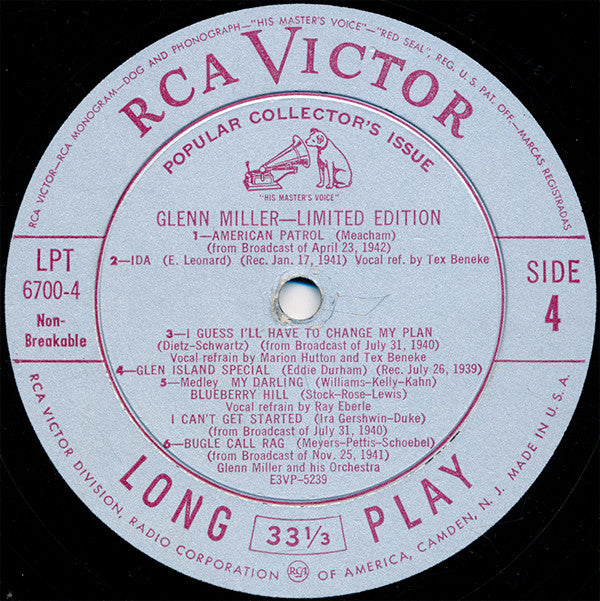 RCA VICTOR—RCA MONOGRAM—DOG AND PHONOGRAPH—"HIS MASTER'S VOICE"—"RED SEAL", REG. U.S. PAT. OFF.—MARCAS REGISTRADAS
RCA VICTOR
POPULAR COLLECTOR'S ISSUE
"HIS MASTER'S VOICE"
GLENN MILLER—LIMITED EDITION
1—AMERICAN PATROL (Meacham)
(from Broadcast of April 23, 1942)
2—IDA (E. Leonard) (Rec. Jan. 17, 1941) Vocal ref. by Tex Beneke
LPT
6700-4
Non-
Breakable
SIDE
4
3—I GUESS I'LL HAVE TO CHANGE MY PLAN
(Dietz-Schwartz) (from Broadcast of July 31, 1940)
Vocal refrain by Marion Hutton and Tex Beneke
4—GLEN ISLAND SPECIAL (Eddie Durham) (Rec. July 26, 1939)
5—Medley MY DARLING (Williams-Kelly-Kahn)
BLUEBERRY HILL (Stock-Rose-Lewis)
Vocal refrain by Ray Eberle
I CAN'T GET STARTED (Ira Gershwin-Duke)
(from Broadcast of July 31, 1940)
6—BUGLE CALL RAG (Meyers-Pettis-Schoebel)
(from Broadcast of Nov. 25, 1941)
Glenn Miller and his Orchestra
E3VP-5239
LONG 33 1/3 PLAY
RCA VICTOR DIVISION, RADIO CORPORATION RCA OF AMERICA, CAMDEN, N. J. MADE IN U.S.A.